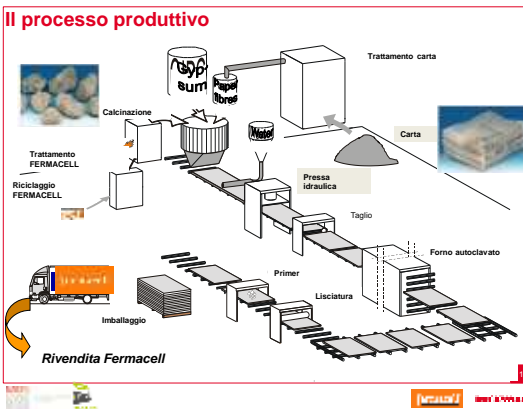 Il processo produttivo
Gyp
sum
Paper
fibres
Trattamento carta
Calcinazione
Water
Carta
Trattamento
FERMACELL
Pressa
idraulica
Riciclaggio
FERMACELL
Taglio
Forno autoclavato
Primer
Lisciatura
Imballaggio
Rivendita Fermacell
1